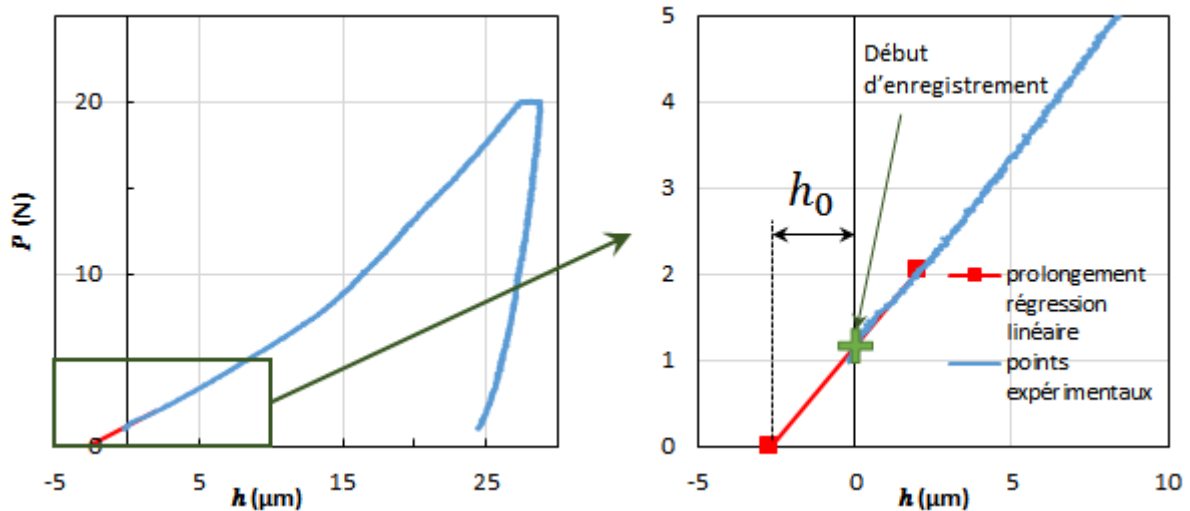 P (N)
20
10
0
-5
5
15
25
h (μm)
5
4
3
2
1
0
-5
0
5
10
h (μm)
Début
d'enregistrement
h₀
prolongement
régression
linéaire
points
expérimentaux